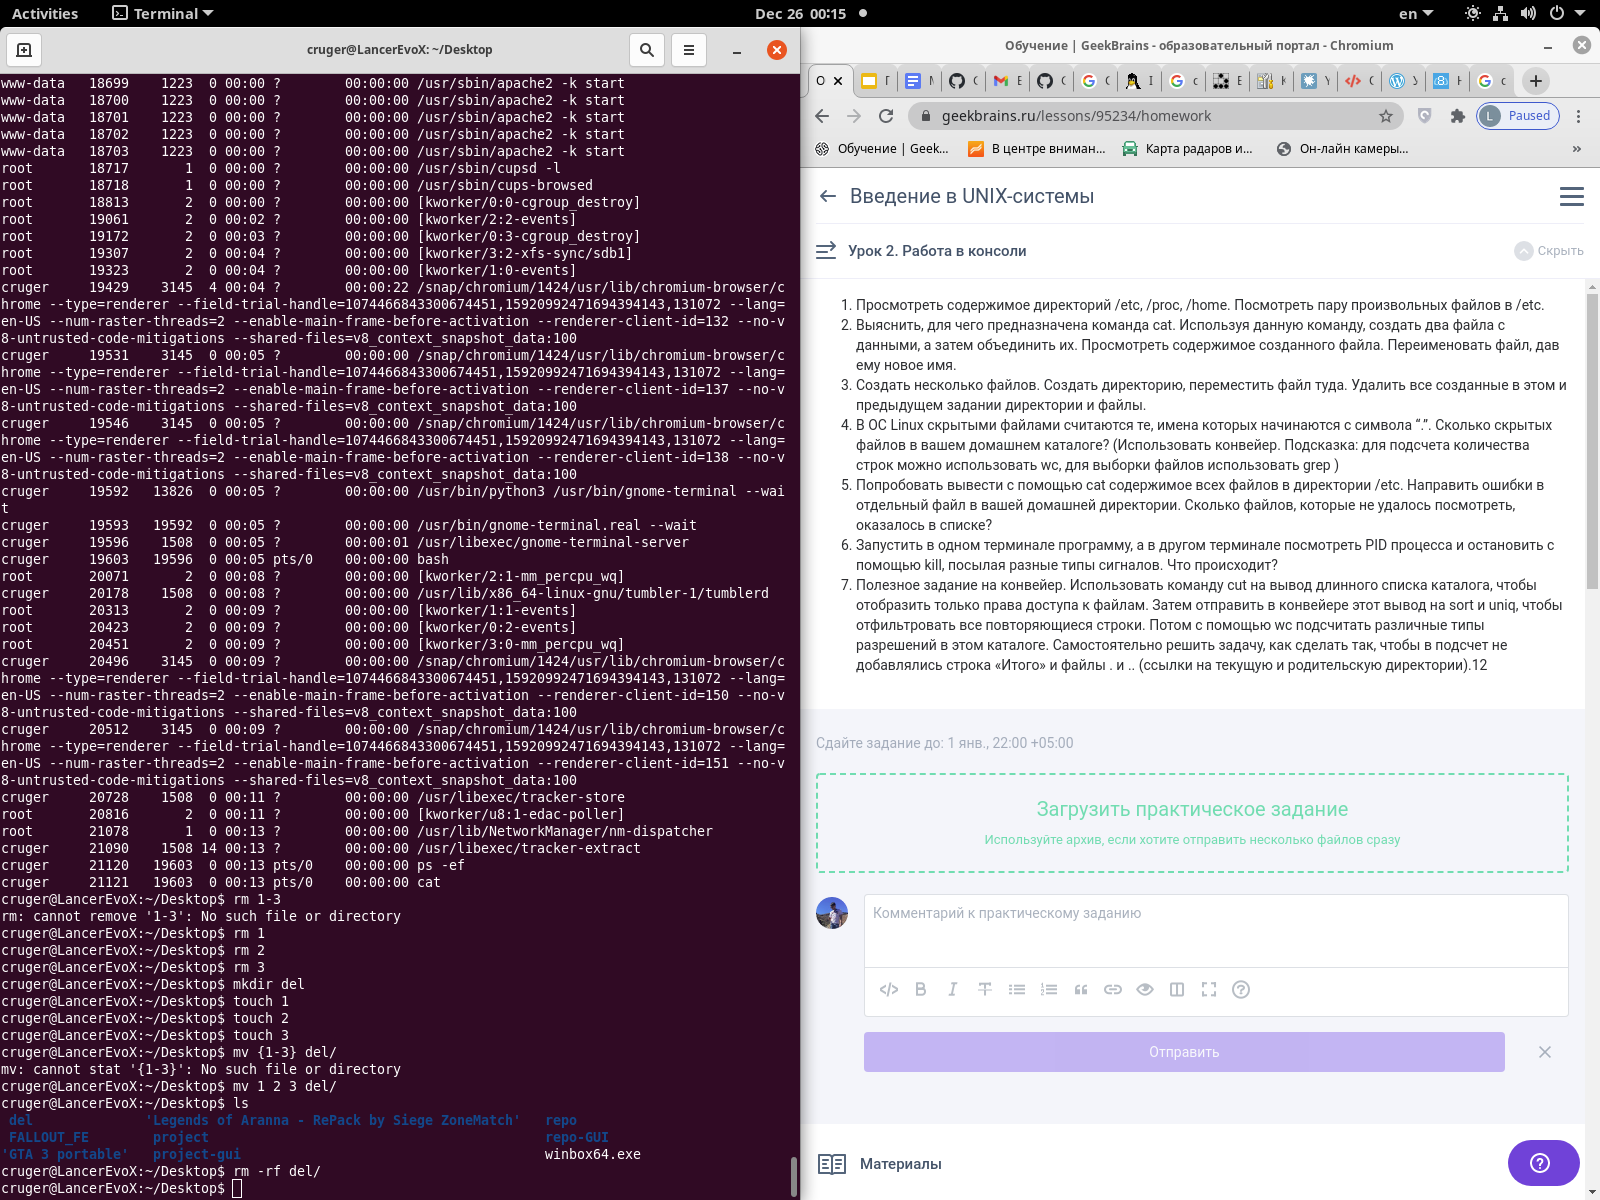 Activities
Terminal
Dec 26 00:15
en
cruger@LancerEvoX: ~/Desktop
www-data   18699    1223  0 00:00 ?        00:00:00 /usr/sbin/apache2 -k start
www-data   18700    1223  0 00:00 ?        00:00:00 /usr/sbin/apache2 -k start
www-data   18701    1223  0 00:00 ?        00:00:00 /usr/sbin/apache2 -k start
www-data   18702    1223  0 00:00 ?        00:00:00 /usr/sbin/apache2 -k start
www-data   18703    1223  0 00:00 ?        00:00:00 /usr/sbin/apache2 -k start
root       18717       1  0 00:00 ?        00:00:00 /usr/sbin/cupsd -l
root       18718       1  0 00:00 ?        00:00:00 /usr/sbin/cups-browsed
root       18813       2  0 00:00 ?        00:00:00 [kworker/0:0-cgroup_destroy]
root       19061       2  0 00:02 ?        00:00:00 [kworker/2:2-events]
root       19172       2  0 00:03 ?        00:00:00 [kworker/0:3-cgroup_destroy]
root       19307       2  0 00:04 ?        00:00:00 [kworker/3:2-xfs-sync/sdb1]
root       19323       2  0 00:04 ?        00:00:00 [kworker/1:0-events]
cruger     19429    3145  4 00:04 ?        00:00:22 /snap/chromium/1424/usr/lib/chromium-browser/c
hrome --type=renderer --field-trial-handle=1074466843300674451,15920992471694394143,131072 --lang=
en-US --num-raster-threads=2 --enable-main-frame-before-activation --renderer-client-id=132 --no-v
8-untrusted-code-mitigations --shared-files=v8_context_snapshot_data:100
cruger     19531    3145  0 00:05 ?        00:00:00 /snap/chromium/1424/usr/lib/chromium-browser/c
hrome --type=renderer --field-trial-handle=1074466843300674451,15920992471694394143,131072 --lang=
en-US --num-raster-threads=2 --enable-main-frame-before-activation --renderer-client-id=137 --no-v
8-untrusted-code-mitigations --shared-files=v8_context_snapshot_data:100
cruger     19546    3145  0 00:05 ?        00:00:00 /snap/chromium/1424/usr/lib/chromium-browser/c
hrome --type=renderer --field-trial-handle=1074466843300674451,15920992471694394143,131072 --lang=
en-US --num-raster-threads=2 --enable-main-frame-before-activation --renderer-client-id=138 --no-v
8-untrusted-code-mitigations --shared-files=v8_context_snapshot_data:100
cruger     19592   13826  0 00:05 ?        00:00:00 /usr/bin/python3 /usr/bin/gnome-terminal --wai
t
cruger     19593   19592  0 00:05 ?        00:00:00 /usr/bin/gnome-terminal.real --wait
cruger     19596    1508  0 00:05 ?        00:00:01 /usr/libexec/gnome-terminal-server
cruger     19603   19596  0 00:05 pts/0    00:00:00 bash
root       20071       2  0 00:08 ?        00:00:00 [kworker/2:1-mm_percpu_wq]
cruger     20178    1508  0 00:08 ?        00:00:00 /usr/lib/x86_64-linux-gnu/tumbler-1/tumblerd
root       20313       2  0 00:09 ?        00:00:00 [kworker/1:1-events]
root       20423       2  0 00:09 ?        00:00:00 [kworker/0:2-events]
root       20451       2  0 00:09 ?        00:00:00 [kworker/3:0-mm_percpu_wq]
cruger     20496    3145  0 00:09 ?        00:00:00 /snap/chromium/1424/usr/lib/chromium-browser/c
hrome --type=renderer --field-trial-handle=1074466843300674451,15920992471694394143,131072 --lang=
en-US --num-raster-threads=2 --enable-main-frame-before-activation --renderer-client-id=150 --no-v
8-untrusted-code-mitigations --shared-files=v8_context_snapshot_data:100
cruger     20512    3145  0 00:09 ?        00:00:00 /snap/chromium/1424/usr/lib/chromium-browser/c
hrome --type=renderer --field-trial-handle=1074466843300674451,15920992471694394143,131072 --lang=
en-US --num-raster-threads=2 --enable-main-frame-before-activation --renderer-client-id=151 --no-v
8-untrusted-code-mitigations --shared-files=v8_context_snapshot_data:100
cruger     20728    1508  0 00:11 ?        00:00:00 /usr/libexec/tracker-store
root       20816       2  0 00:11 ?        00:00:00 [kworker/u8:1-edac-poller]
root       21078       1  0 00:13 ?        00:00:00 /usr/lib/NetworkManager/nm-dispatcher
cruger     21090    1508 14 00:13 ?        00:00:00 /usr/libexec/tracker-extract
cruger     21120   19603  0 00:13 pts/0    00:00:00 ps -ef
cruger     21121   19603  0 00:13 pts/0    00:00:00 cat
cruger@LancerEvoX:~/Desktop$ rm 1-3
rm: cannot remove '1-3': No such file or directory
cruger@LancerEvoX:~/Desktop$ rm 1
cruger@LancerEvoX:~/Desktop$ rm 2
cruger@LancerEvoX:~/Desktop$ rm 3
cruger@LancerEvoX:~/Desktop$ mkdir del
cruger@LancerEvoX:~/Desktop$ touch 1
cruger@LancerEvoX:~/Desktop$ touch 2
cruger@LancerEvoX:~/Desktop$ touch 3
cruger@LancerEvoX:~/Desktop$ mv {1-3} del/
mv: cannot stat '{1-3}': No such file or directory
cruger@LancerEvoX:~/Desktop$ mv 1 2 3 del/
cruger@LancerEvoX:~/Desktop$ ls
del   'Legends of Aranna - RePack by Siege ZoneMatch'   repo
FALLOUT_FE   project   repo-GUI
'GTA 3 portable'   project-gui   winbox64.exe
cruger@LancerEvoX:~/Desktop$ rm -rf del/
cruger@LancerEvoX:~/Desktop$
Обучение | GeekBrains - образовательный портал - Chromium
geekbrains.ru/lessons/95234/homework
L Paused
Обучение | Geek...
В центре вниман...
Карта радаров и...
Он-лайн камеры...
»
Введение в UNIX-системы
Урок 2. Работа в консоли
Скрыть
1. Просмотреть содержимое директорий /etc, /proc, /home. Посмотреть пару произвольных файлов в /etc.
2. Выяснить, для чего предназначена команда cat. Используя данную команду, создать два файла с
данными, а затем объединить их. Просмотреть содержимое созданного файла. Переименовать файл, дав
ему новое имя.
3. Создать несколько файлов. Создать директорию, переместить файл туда. Удалить все созданные в этом и
предыдущем задании директории и файлы.
4. В ОС Linux скрытыми файлами считаются те, имена которых начинаются с символа “.”. Сколько скрытых
файлов в вашем домашнем каталоге? (Использовать конвейер. Подсказка: для подсчета количества
строк можно использовать wc, для выборки файлов использовать grep )
5. Попробовать вывести с помощью cat содержимое всех файлов в директории /etc. Направить ошибки в
отдельный файл в вашей домашней директории. Сколько файлов, которые не удалось посмотреть,
оказалось в списке?
6. Запустить в одном терминале программу, а в другом терминале посмотреть PID процесса и остановить с
помощью kill, посылая разные типы сигналов. Что происходит?
7. Полезное задание на конвейер. Использовать команду cut на вывод длинного списка каталога, чтобы
отобразить только права доступа к файлам. Затем отправить в конвейере этот вывод на sort и uniq, чтобы
отфильтровать все повторяющиеся строки. Потом с помощью wc подсчитать различные типы
разрешений в этом каталоге. Самостоятельно решить задачу, как сделать так, чтобы в подсчет не
добавлялись строка «Итого» и файлы . и .. (ссылки на текущую и родительскую директории).12
Сдайте задание до: 1 янв., 22:00 +05:00
Загрузить практическое задание
Используйте архив, если хотите отправить несколько файлов сразу
Комментарий к практическому заданию
Отправить
Материалы